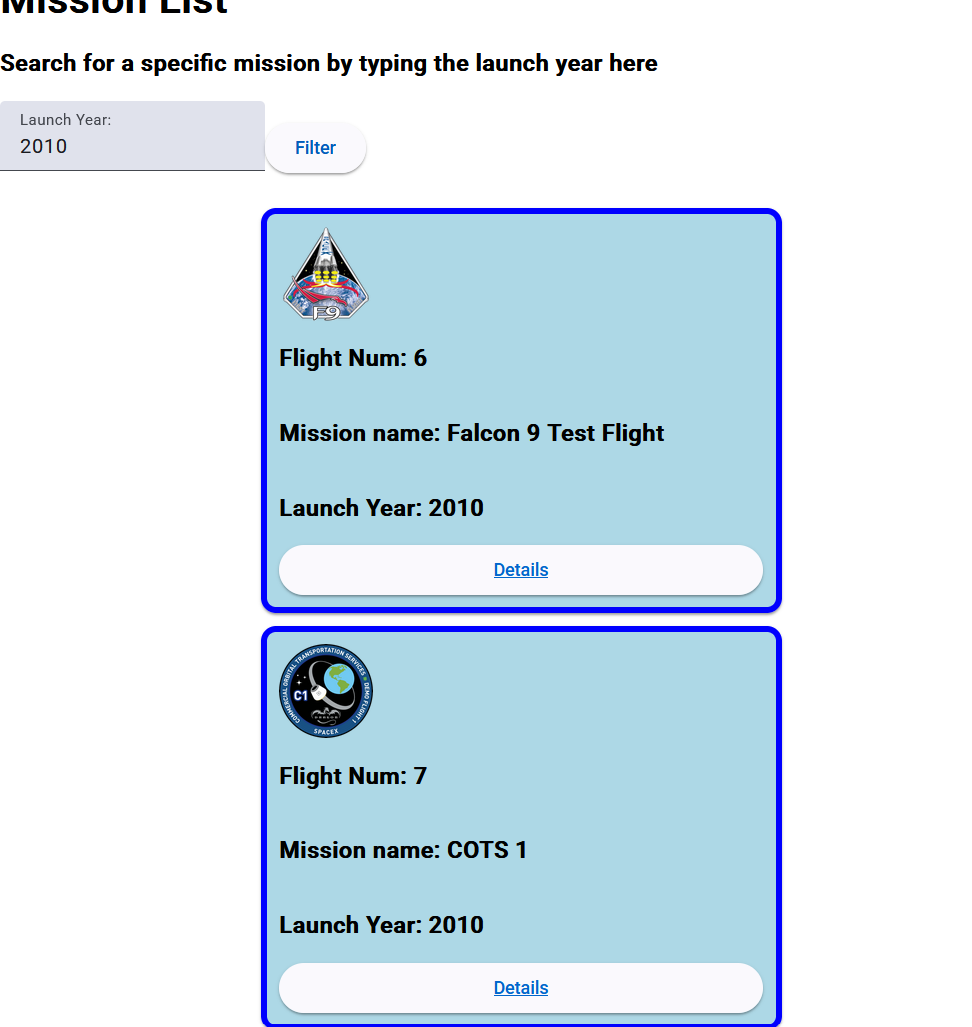 Mission List
Search for a specific mission by typing the launch year here
Launch Year:
2010
Filter
F9
Flight Num: 6
Mission name: Falcon 9 Test Flight
Launch Year: 2010
Details
COMMERCIAL ORBITAL TRANSPORTATION SERVICES
DEMO FLIGHT 1
C1
DRAGON
SPACEX
Flight Num: 7
Mission name: COTS 1
Launch Year: 2010
Details